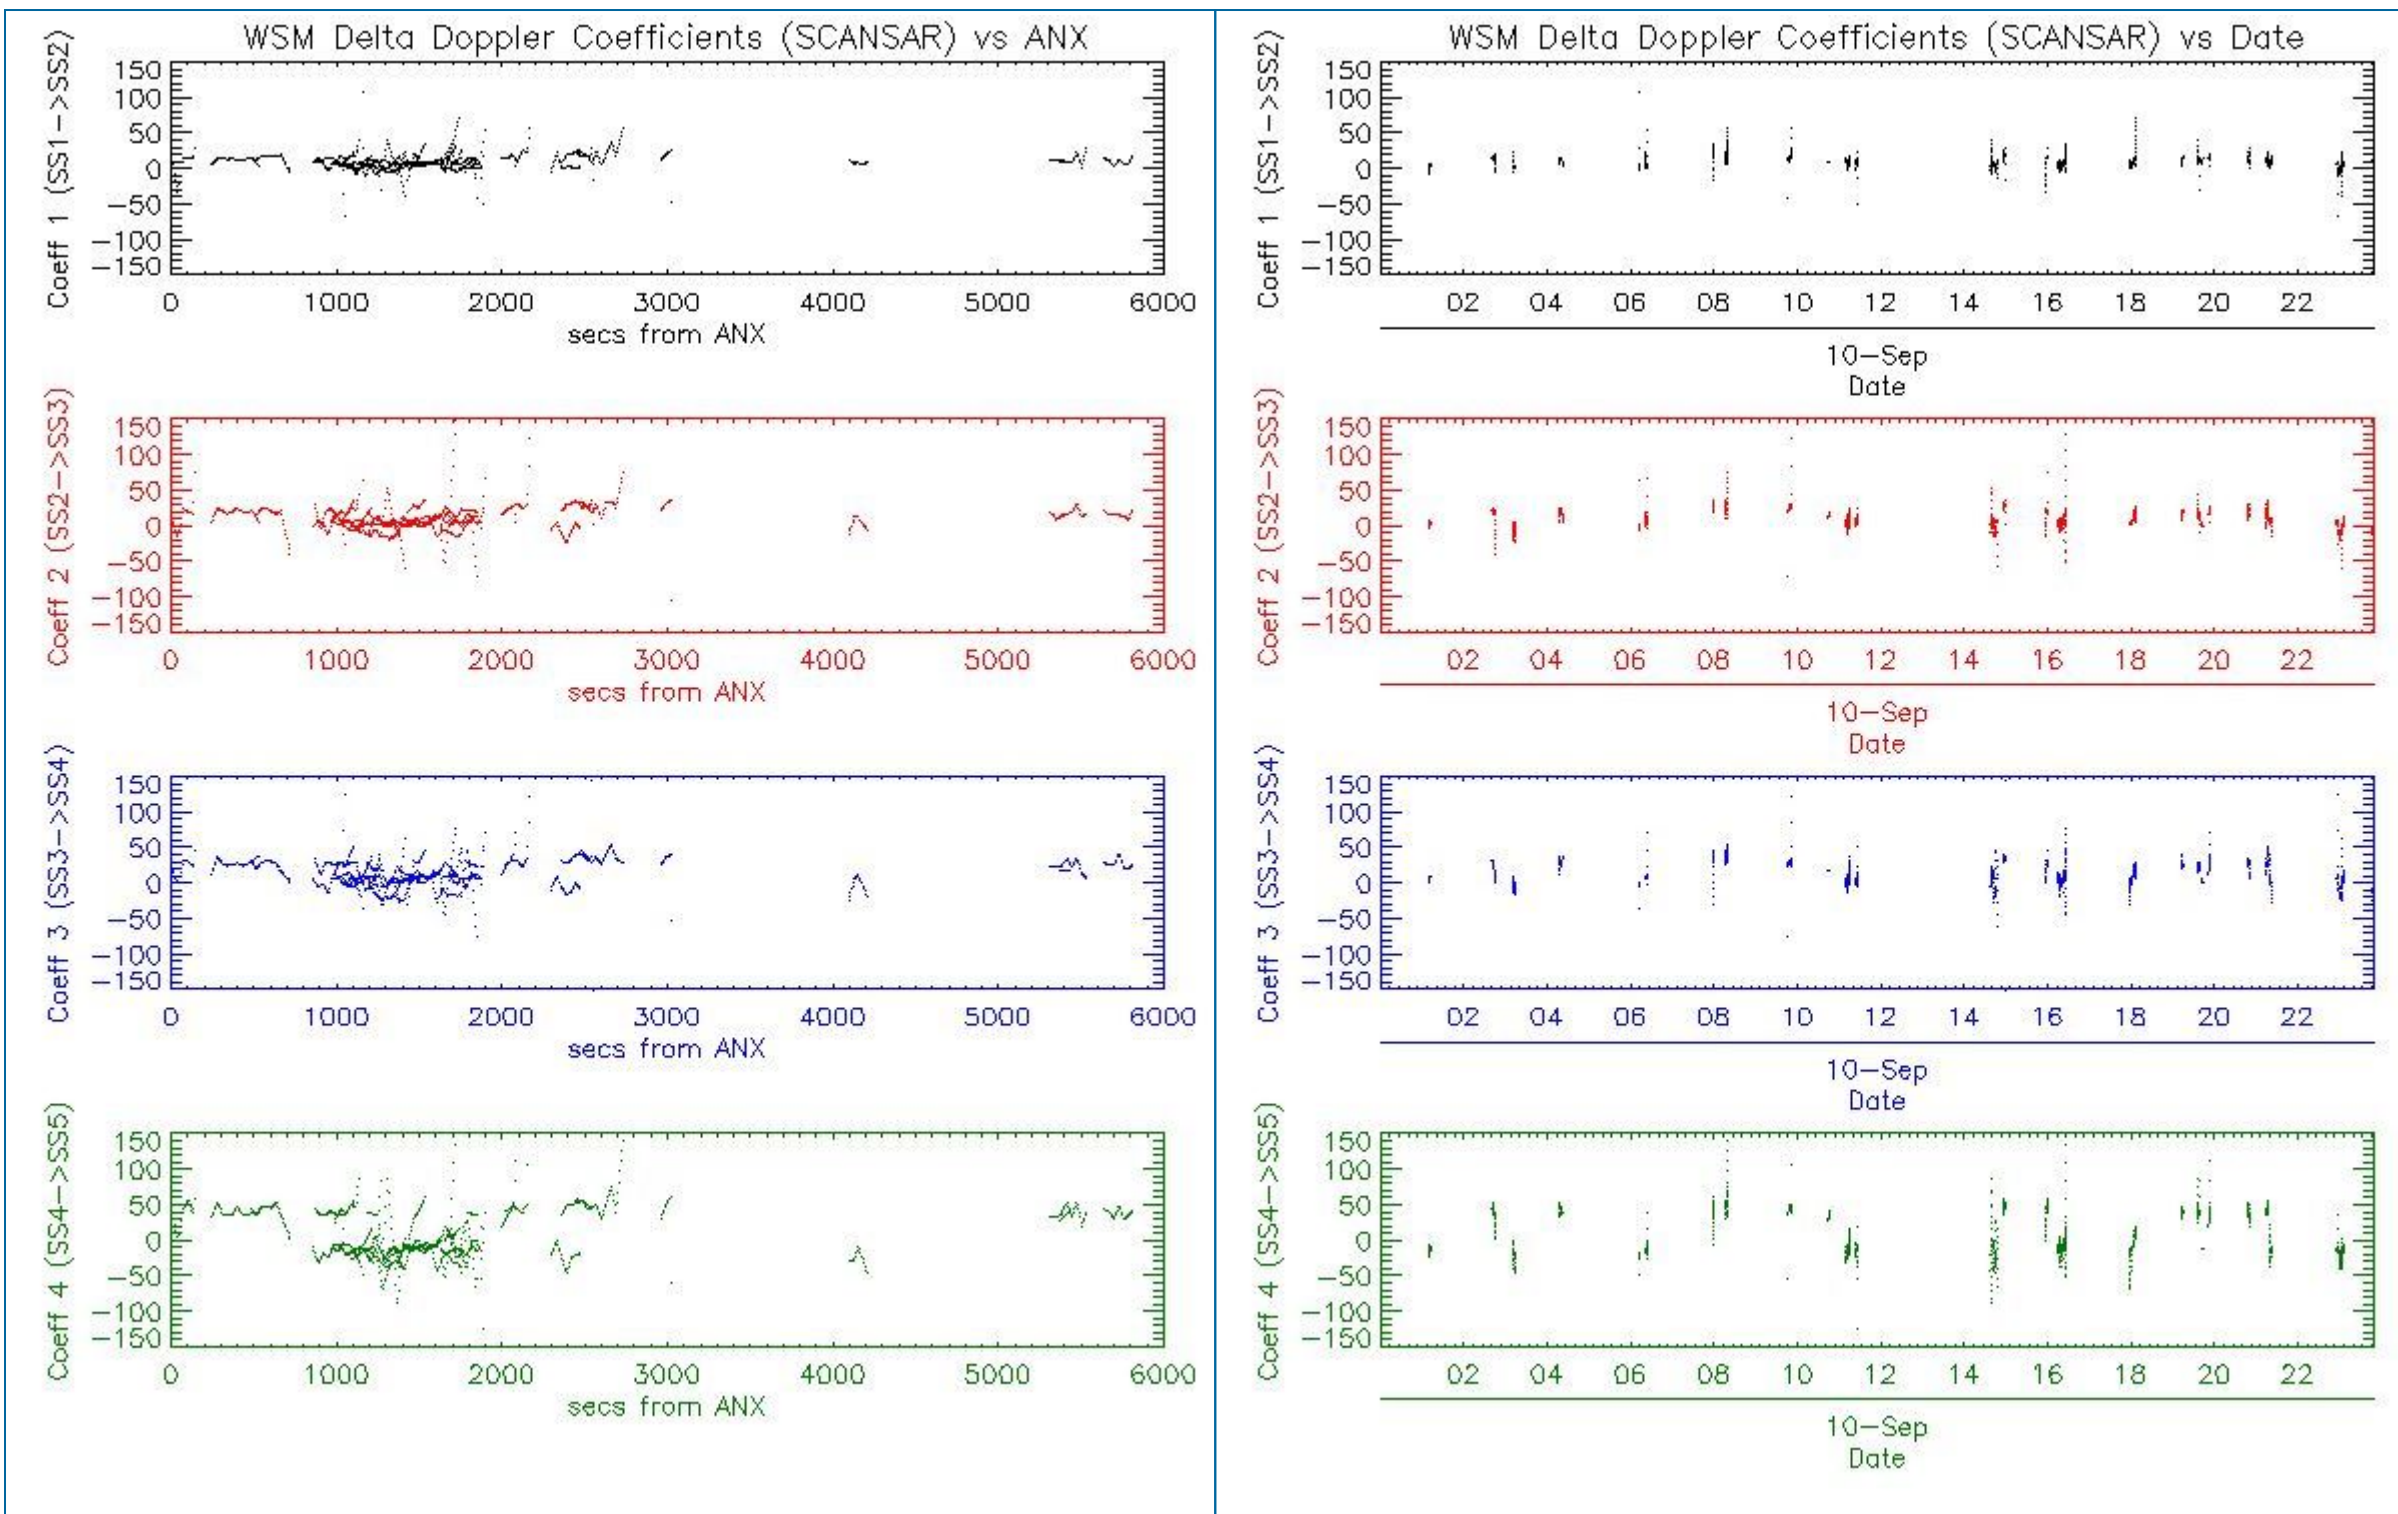 WSM Delta Doppler Coefficients (SCANSAR) vs ANX
Coeff 1 (SS1->SS2)
150
100
50
0
-50
-100
-150
0 1000 2000 3000 4000 5000 6000
secs from ANX
Coeff 2 (SS2->SS3)
150
100
50
0
-50
-100
-150
0 1000 2000 3000 4000 5000 6000
secs from ANX
Coeff 3 (SS3->SS4)
150
100
50
0
-50
-100
-150
0 1000 2000 3000 4000 5000 6000
secs from ANX
Coeff 4 (SS4->SS5)
150
100
50
0
-50
-100
-150
0 1000 2000 3000 4000 5000 6000
secs from ANX
WSM Delta Doppler Coefficients (SCANSAR) vs Date
Coeff 1 (SS1->SS2)
150
100
50
0
-50
-100
-150
02 04 06 08 10 12 14 16 18 20 22
10-Sep
Date
Coeff 2 (SS2->SS3)
150
100
50
0
-50
-100
-150
02 04 06 08 10 12 14 16 18 20 22
10-Sep
Date
Coeff 3 (SS3->SS4)
150
100
50
0
-50
-100
-150
02 04 06 08 10 12 14 16 18 20 22
10-Sep
Date
Coeff 4 (SS4->SS5)
150
100
50
0
-50
-100
-150
02 04 06 08 10 12 14 16 18 20 22
10-Sep
Date